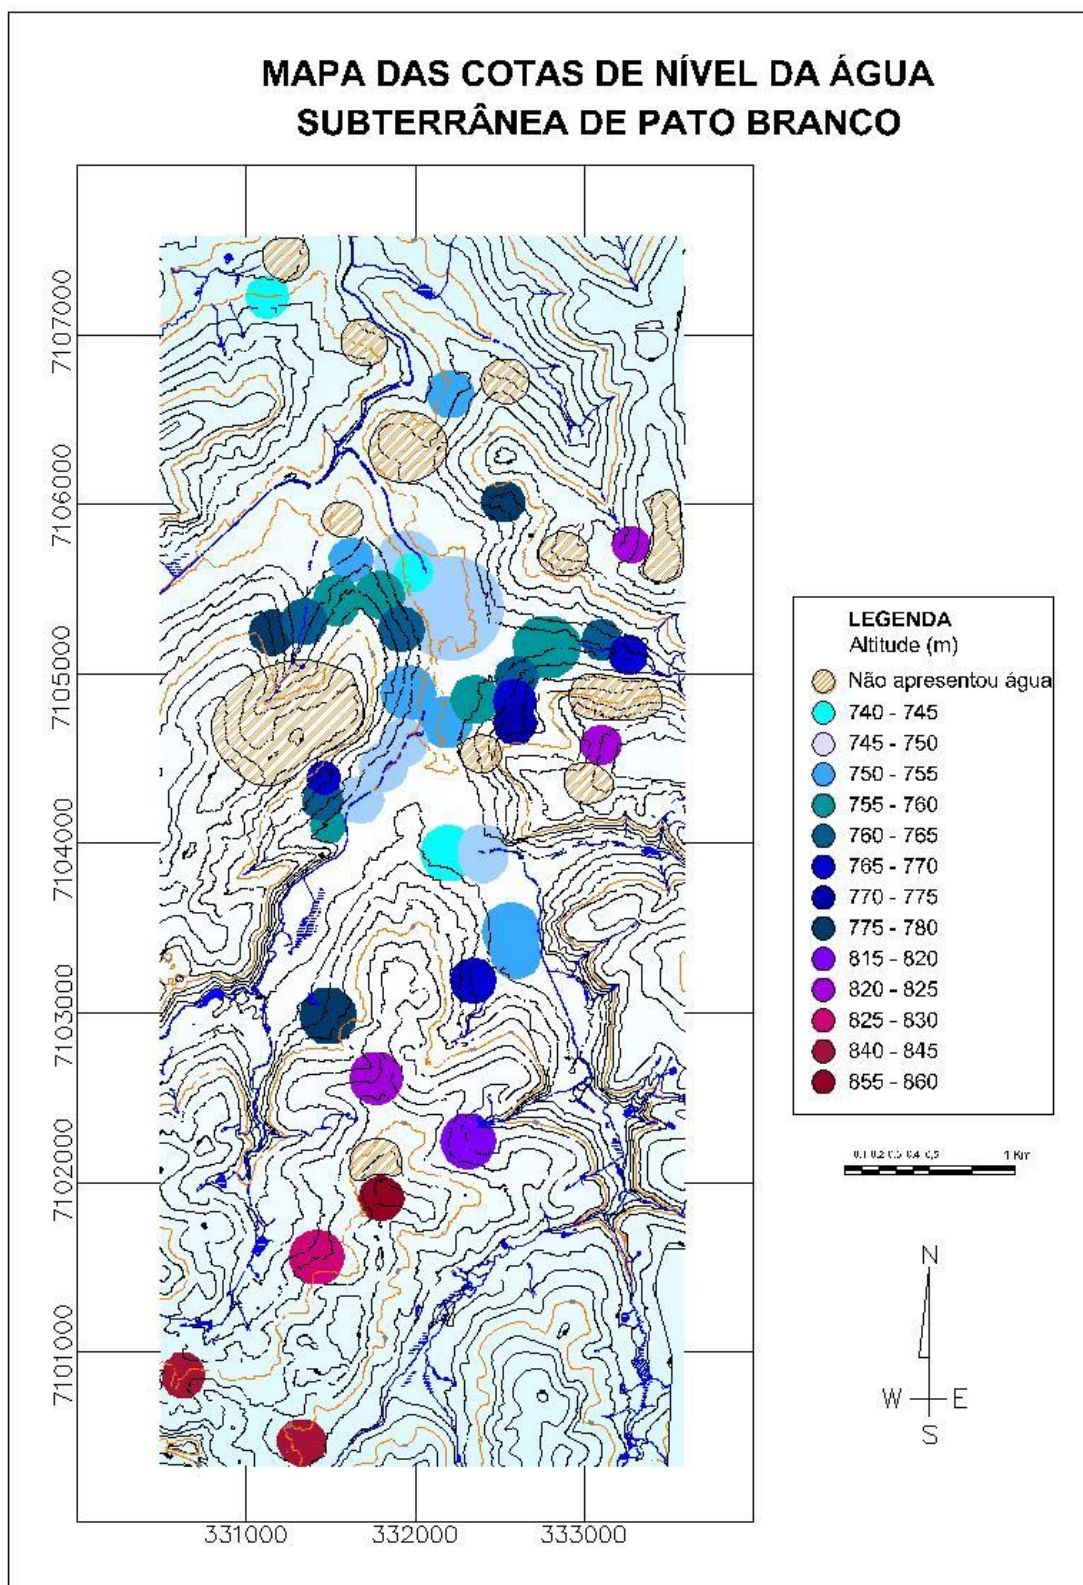 MAPA DAS COTAS DE NÍVEL DA ÁGUA
SUBTERRÂNEA DE PATO BRANCO
7107000
7106000
7105000
7104000
7103000
7102000
7101000
331000
332000
333000
LEGENDA
Altitude (m)
Não apresentou água
740 - 745
745 - 750
750 - 755
755 - 760
760 - 765
765 - 770
770 - 775
775 - 780
815 - 820
820 - 825
825 - 830
840 - 845
855 - 860
1 Km
N
W E
S